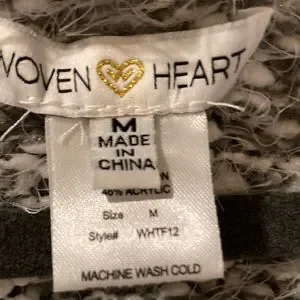 WOVEN HEART
M
MADE
IN
CHINA
46% ACRYLIC
Size M
Style# WHTF12
MACHINE WASH COLD